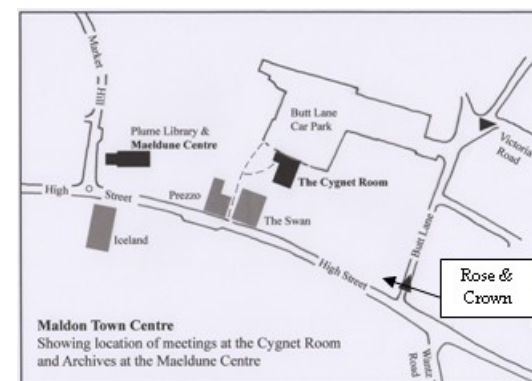 Market
Hill
Butt Lane
Car Park
Plume Library &
Maeldune Centre
Victoria
Road
The Cygnet Room
High
Street
Prezzo
The Swan
Iceland
Butt Lane
High Street
Rose &
Crown
Wantz
Road
Maldon Town Centre
Showing location of meetings at the Cygnet Room
and Archives at the Maeldune Centre